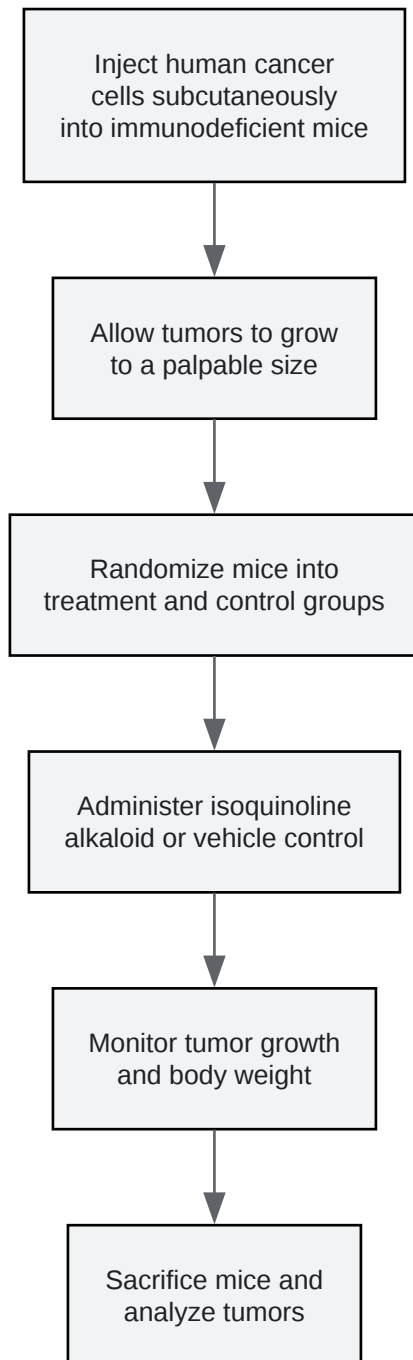 Inject human cancer
cells subcutaneously
into immunodeficient mice
Allow tumors to grow
to a palpable size
Randomize mice into
treatment and control groups
Administer isoquinoline
alkaloid or vehicle control
Monitor tumor growth
and body weight
Sacrifice mice and
analyze tumors